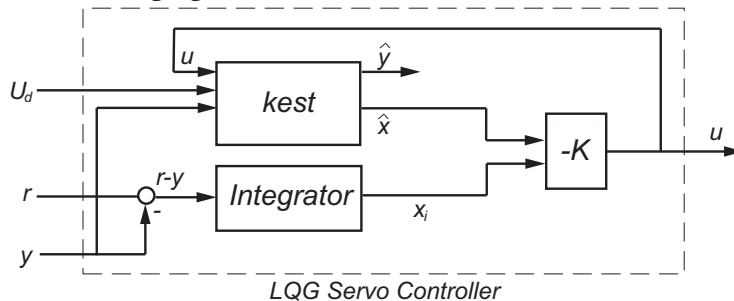 u
ŷ
U_d
kest
x̂
-K
u
r
r-y
-
Integrator
x_i
y
LQG Servo Controller